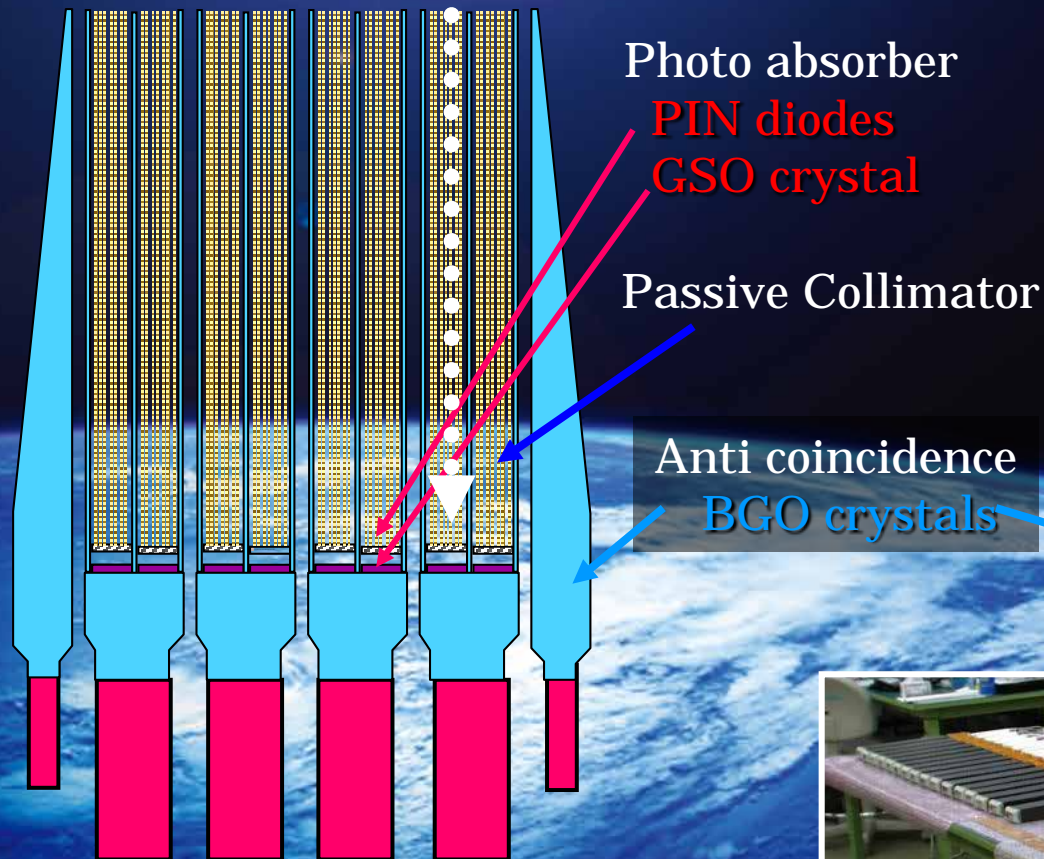 Photo absorber
PIN diodes
GSO crystal
Passive Collimator
Anti coincidence
BGO crystals